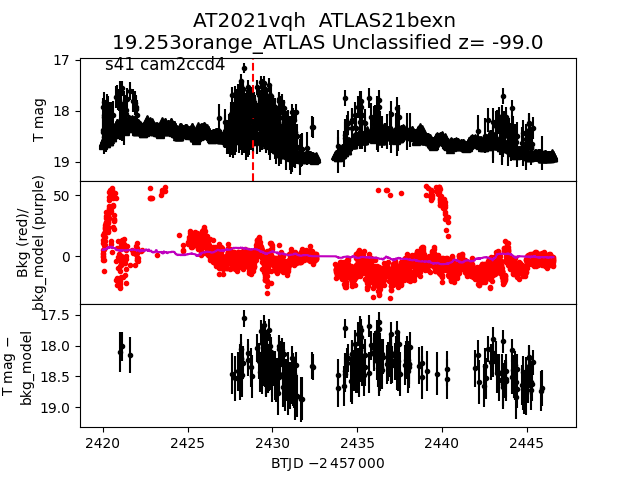 AT2021vqh  ATLAS21bexn
19.253orange_ATLAS Unclassified z= -99.0
s41 cam2ccd4
T mag
17
18
19
Bkg (red)/
bkg_model (purple)
50
0
T mag −
bkg_model
17.5
18.0
18.5
19.0
2420 2425 2430 2435 2440 2445
BTJD −2 457 000